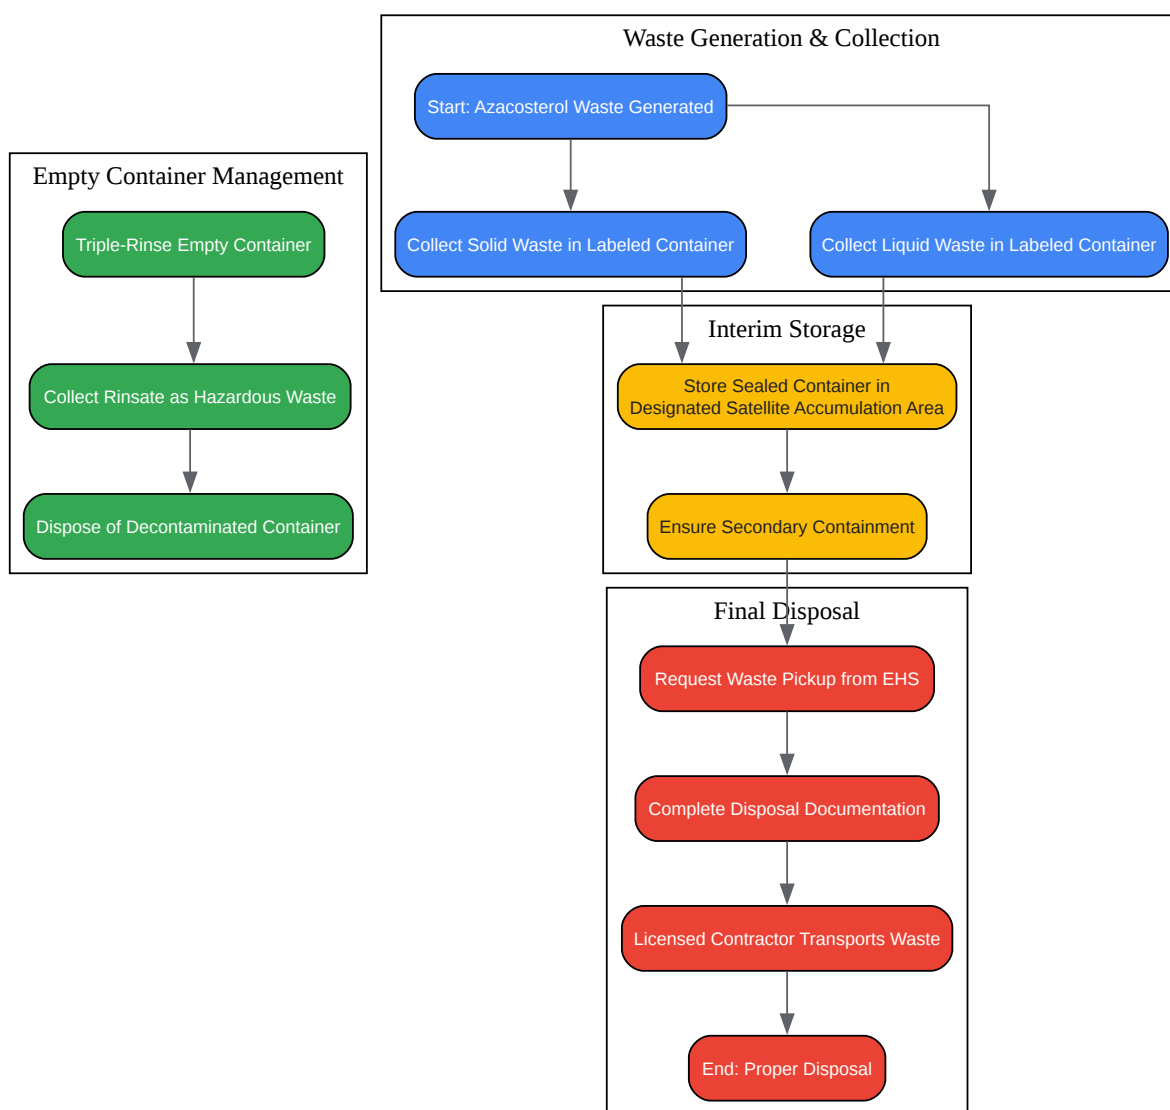 Waste Generation & Collection
Start: Azacosterol Waste Generated
Collect Solid Waste in Labeled Container
Collect Liquid Waste in Labeled Container
Empty Container Management
Triple-Rinse Empty Container
Collect Rinsate as Hazardous Waste
Dispose of Decontaminated Container
Interim Storage
Store Sealed Container in
Designated Satellite Accumulation Area
Ensure Secondary Containment
Final Disposal
Request Waste Pickup from EHS
Complete Disposal Documentation
Licensed Contractor Transports Waste
End: Proper Disposal